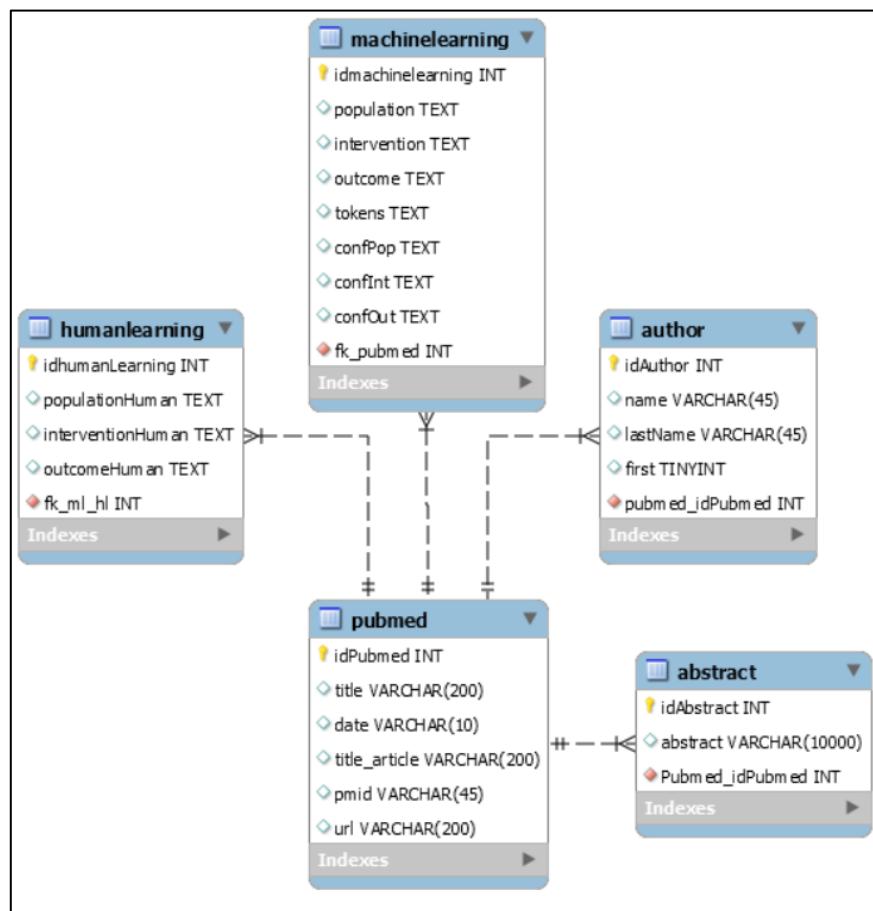 machinelearning
idmachinelearning INT
population TEXT
intervention TEXT
outcome TEXT
tokens TEXT
confPop TEXT
confInt TEXT
confOut TEXT
fk_pubmed INT
Indexes
humanlearning
idhumanLearning INT
populationHuman TEXT
interventionHuman TEXT
outcomeHuman TEXT
fk_ml_hl INT
Indexes
author
idAuthor INT
name VARCHAR(45)
lastName VARCHAR(45)
first TINYINT
pubmed_idPubmed INT
Indexes
pubmed
idPubmed INT
title VARCHAR(200)
date VARCHAR(10)
title_article VARCHAR(200)
pmid VARCHAR(45)
url VARCHAR(200)
Indexes
abstract
idAbstract INT
abstract VARCHAR(10000)
Pubmed_idPubmed INT
Indexes